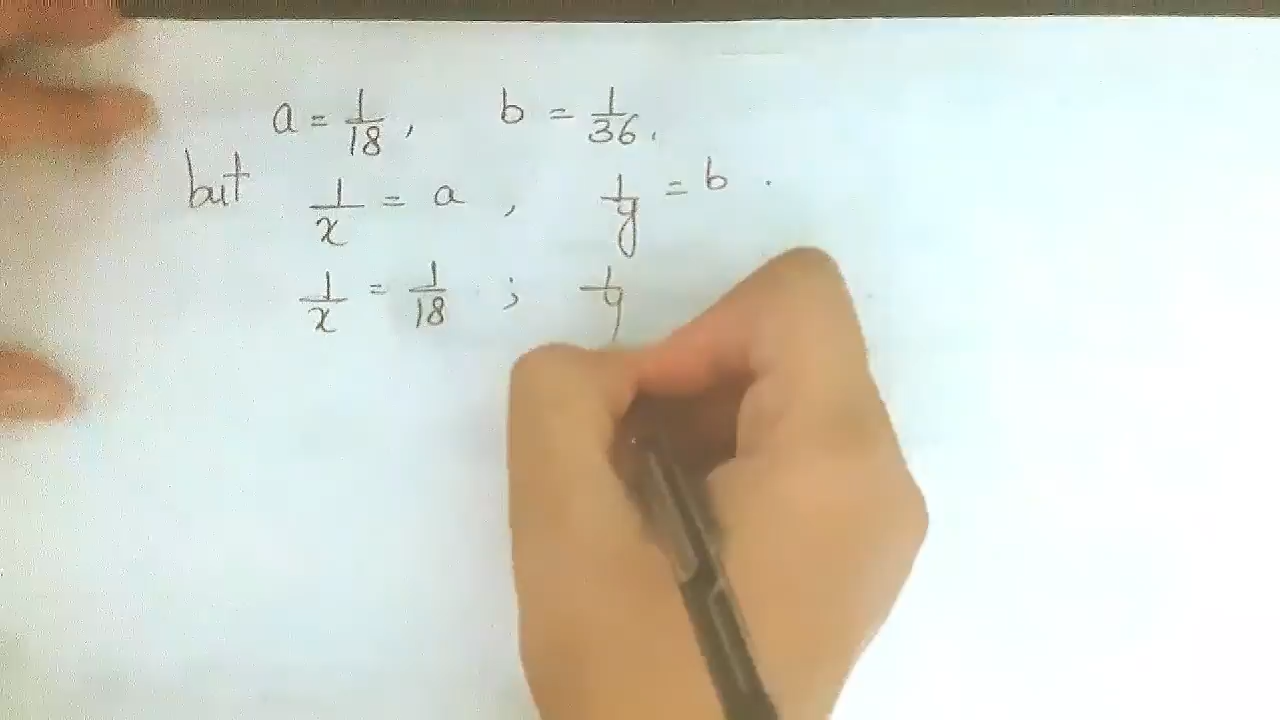 a = 1/18, b = 1/36.
but 1/x = a, 1/y = b.
1/x = 1/18 ; 1/y